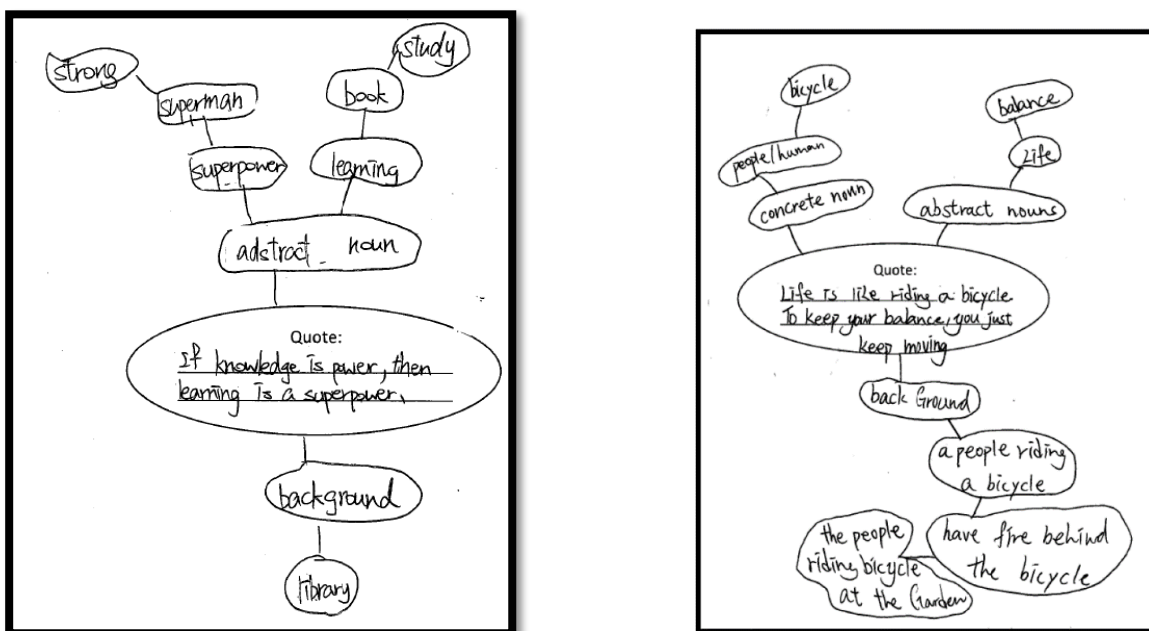 strong
superman
superpower
study
book
learning
adstract noun
Quote:
If knowledge is power, then
learning is a superpower.
background
library
bicycle
people/human
concrete noun
balance
Life
abstract nouns
Quote:
Life is like riding a bicycle
To keep your balance, you just
keep moving
back Ground
a people riding
a bicycle
have fire behind
the bicycle
the people
riding bicycle
at the Garden